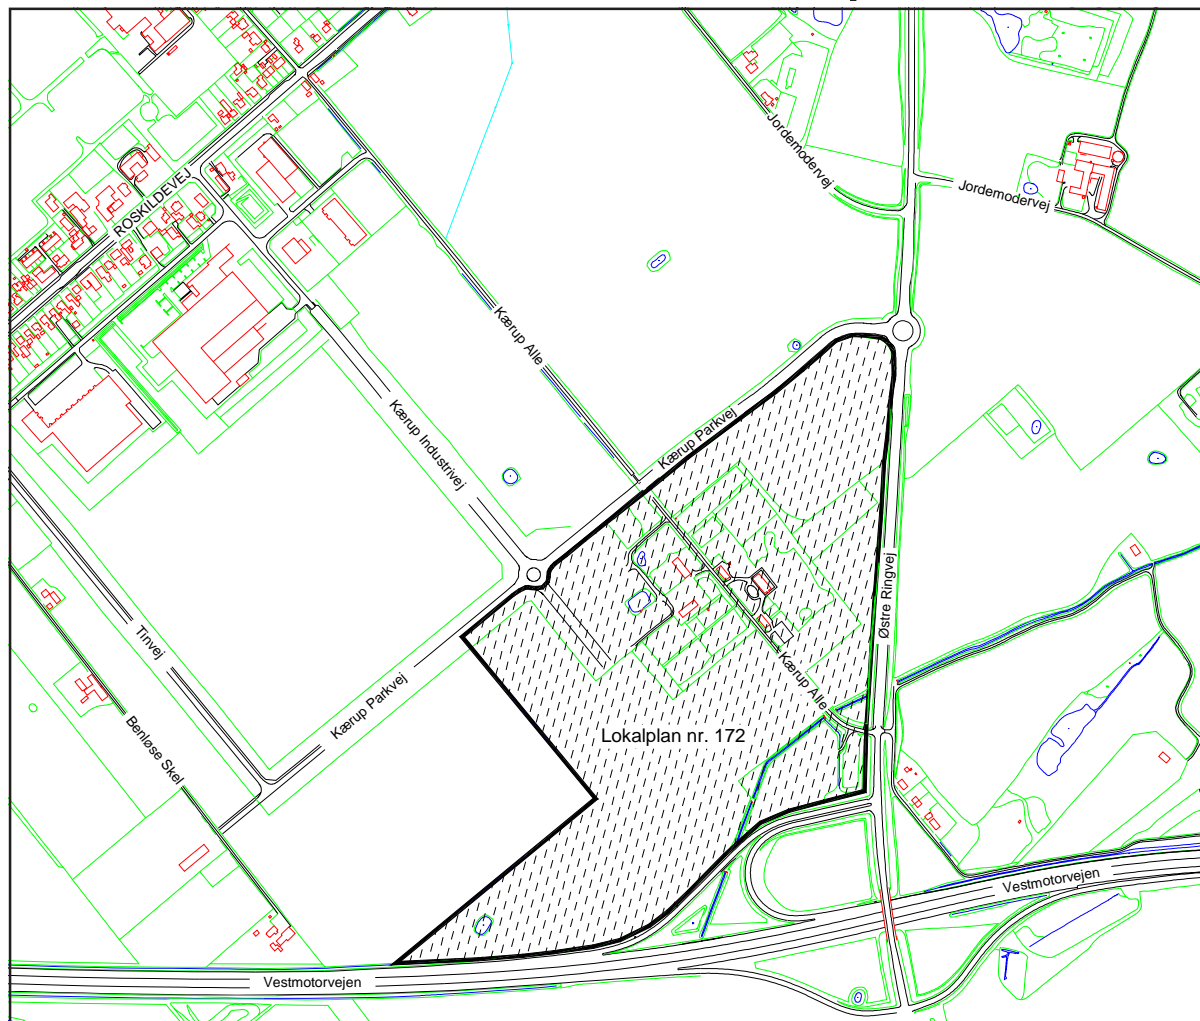 Jordemodervej
Jordemodervej
ROSKILDEVEJ
Kærup Alle
Kærup Parkvej
Kærup Industrivej
Østre Ringvej
Tinvej
Kærup Alle
Kærup Parkvej
Benløse Skel
Lokalplan nr. 172
Vestmotorvejen
Vestmotorvejen